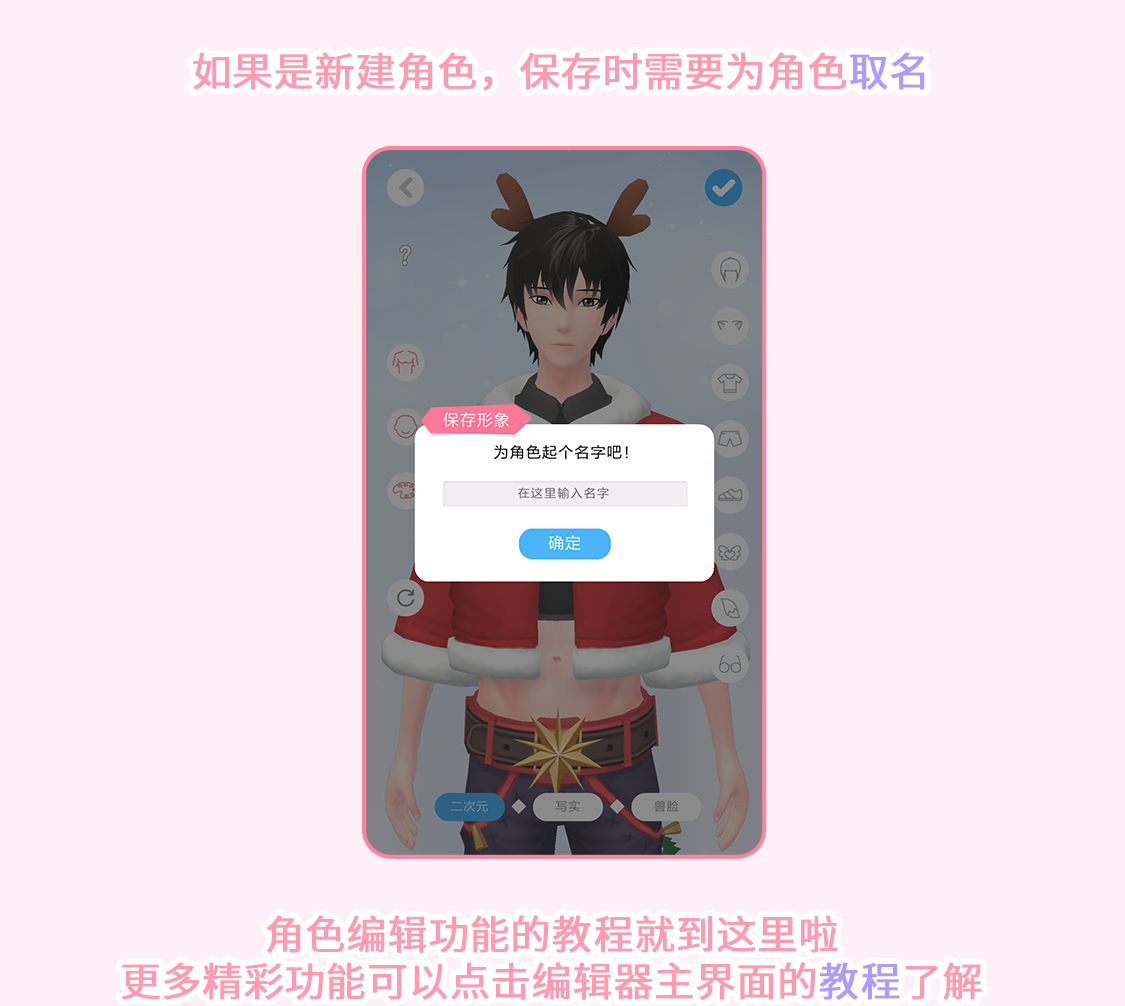 如果是新建角色，保存时需要为角色取名
?
保存形象
为角色起个名字吧！
在这里输入名字
确定
二次元
写实
兽脸
角色编辑功能的教程就到这里啦
更多精彩功能可以点击编辑器主界面的教程了解